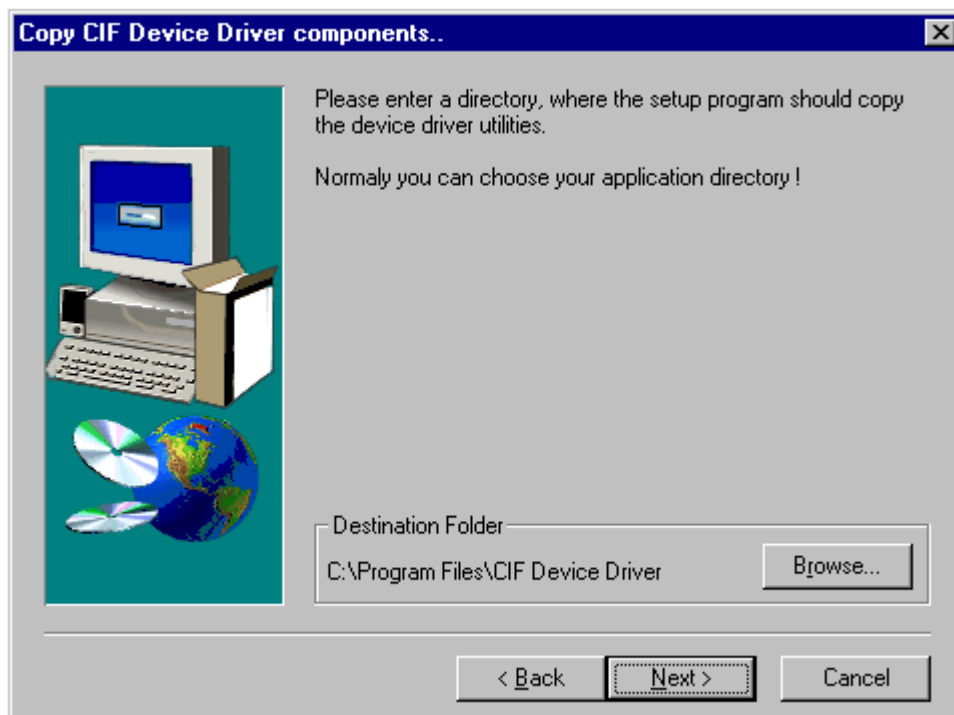 Copy CIF Device Driver components..
Please enter a directory, where the setup program should copy
the device driver utilities.
Normaly you can choose your application directory !
Destination Folder
C:\Program Files\CIF Device Driver
Browse...
< Back
Next >
Cancel